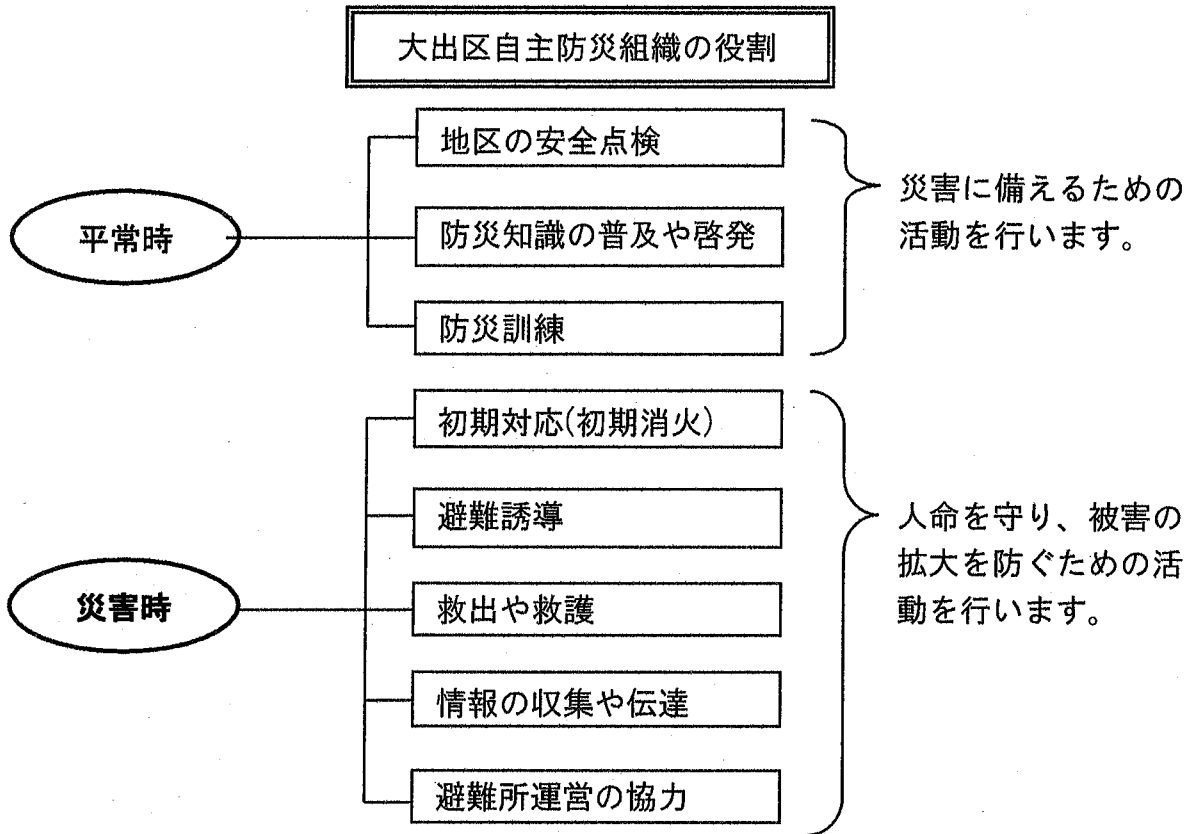 大出区自主防災組織の役割
平常時
地区の安全点検
防災知識の普及や啓発
防災訓練
災害に備えるための
活動を行います。
災害時
初期対応(初期消火)
避難誘導
救出や救護
情報の収集や伝達
避難所運営の協力
人命を守り、被害の
拡大を防ぐための活
動を行います。